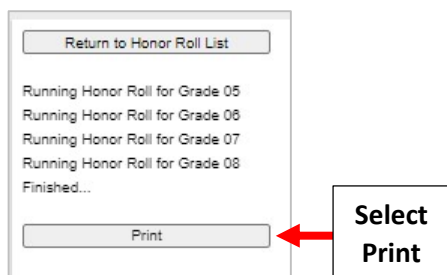 Return to Honor Roll List
Running Honor Roll for Grade 05
Running Honor Roll for Grade 06
Running Honor Roll for Grade 07
Running Honor Roll for Grade 08
Finished...
Print
Select
Print